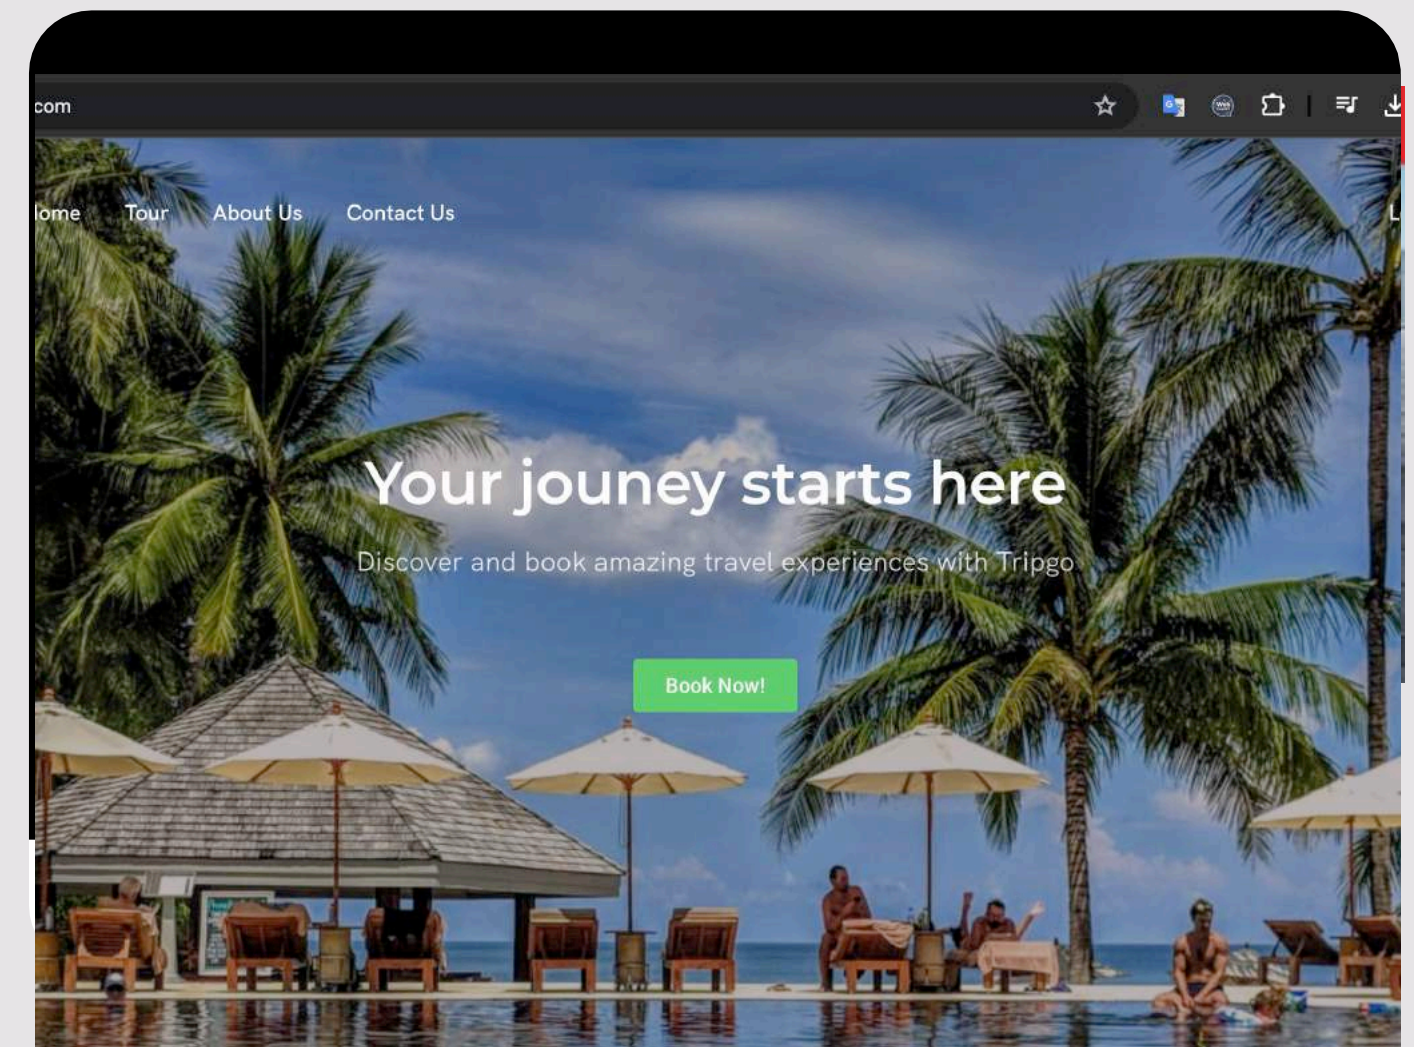 com
Home Tour About Us Contact Us
Your jouney starts here
Discover and book amazing travel experiences with Tripgo
Book Now!